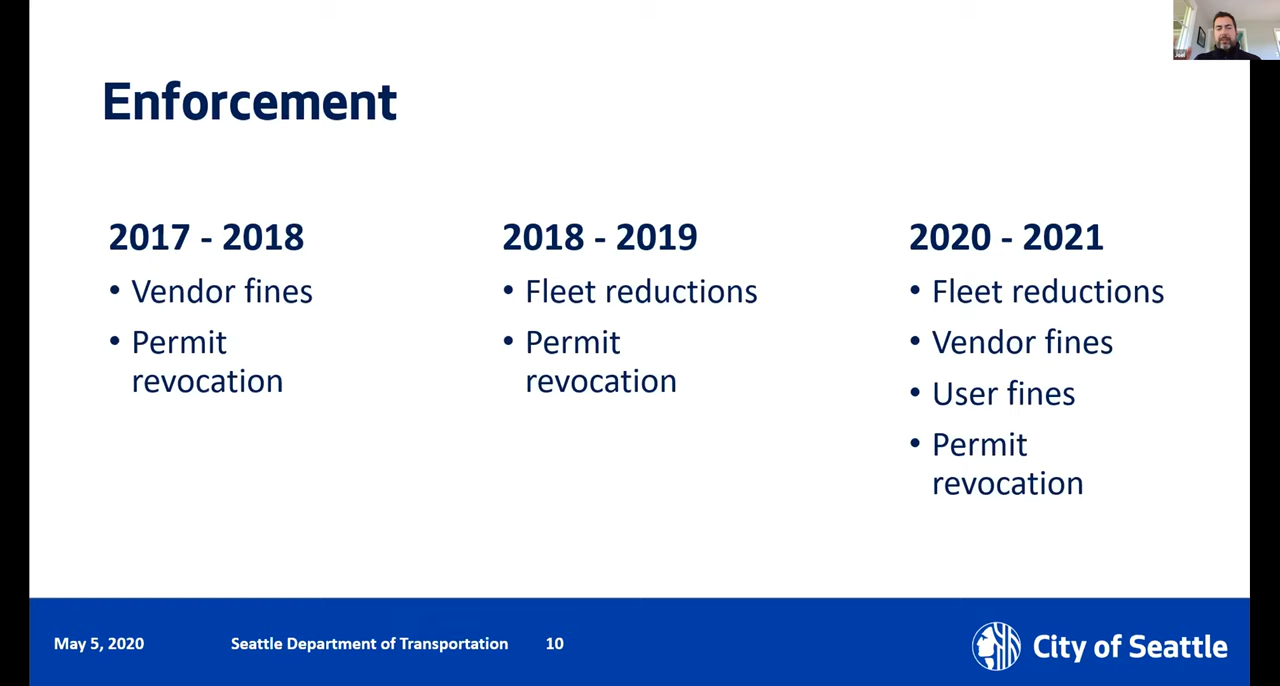 Joel
Enforcement
2017 - 2018
• Vendor fines
• Permit
revocation
2018 - 2019
• Fleet reductions
• Permit
revocation
2020 - 2021
• Fleet reductions
• Vendor fines
• User fines
• Permit
revocation
May 5, 2020
Seattle Department of Transportation
10
City of Seattle